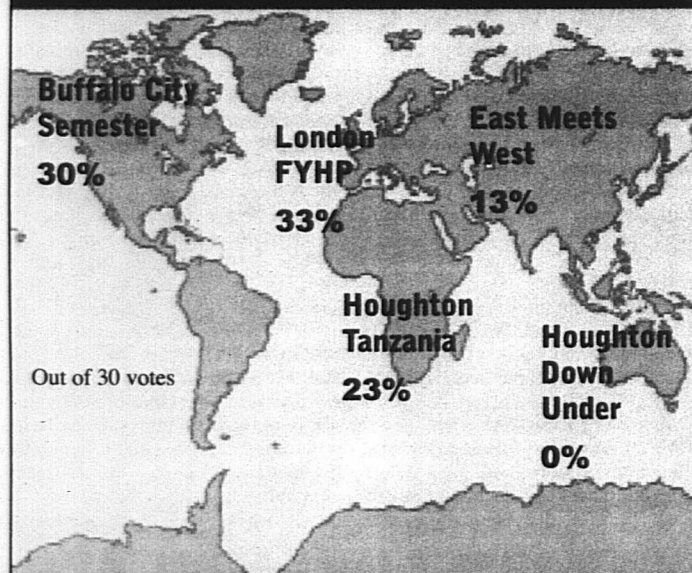 Buffalo City
Semester
30%
London
FYHP
33%
East Meets
West
13%
Houghton
Tanzania
23%
Houghton
Down
Under
0%
Out of 30 votes